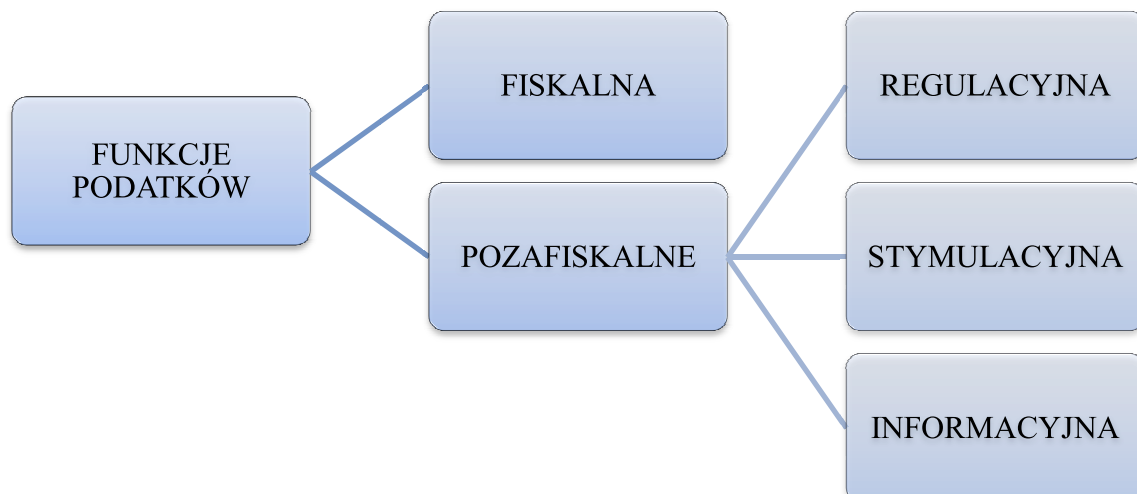 FUNKCJE
PODATKÓW
FISKALNA
POZAFISKALNE
REGULACYJNA
STYMULACYJNA
INFORMACYJNA